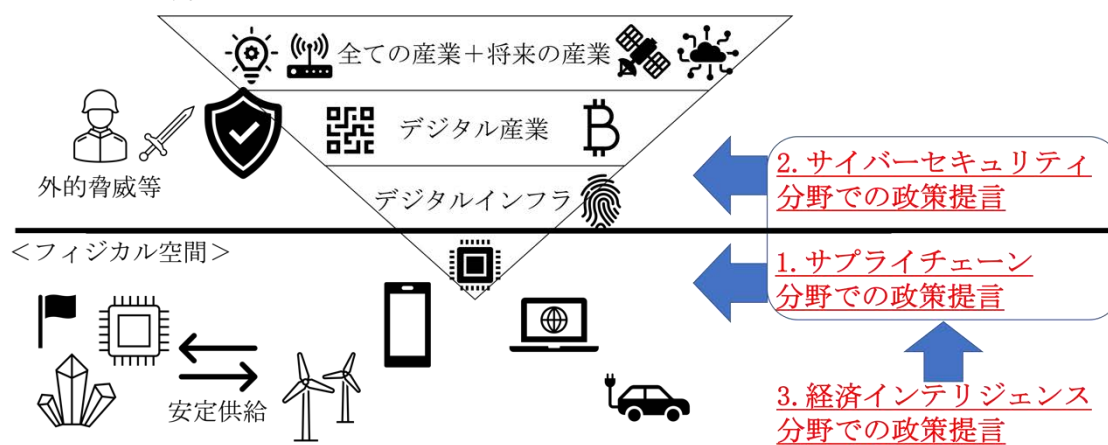 全ての産業＋将来の産業
デジタル産業
外的脅威等
デジタルインフラ
2. サイバーセキュリティ
分野での政策提言
＜フィジカル空間＞
1. サプライチェーン
分野での政策提言
安定供給
3. 経済インテリジェンス
分野での政策提言